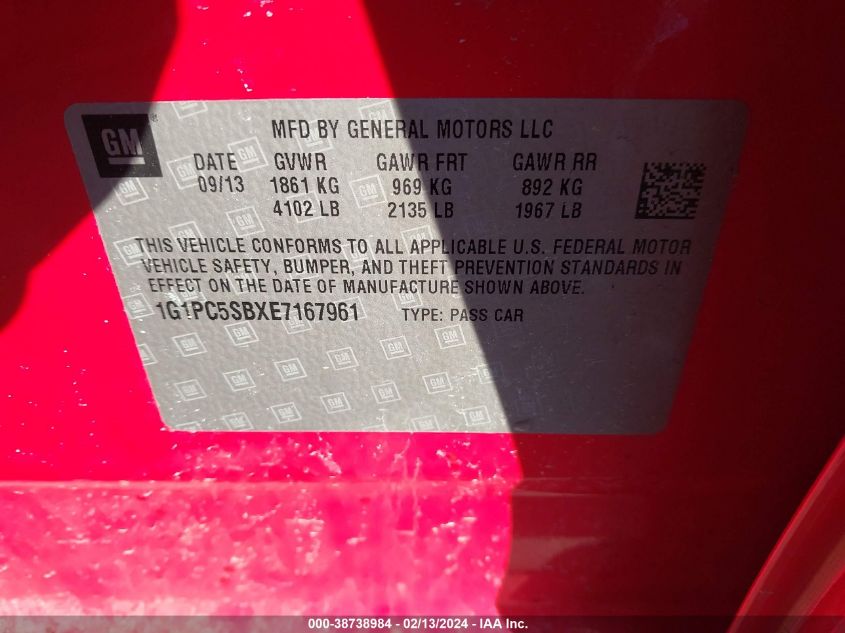 GM ®
MFD BY GENERAL MOTORS LLC
DATE GVWR GAWR FRT GAWR RR
09/13 1861 KG 969 KG 892 KG
4102 LB 2135 LB 1967 LB
THIS VEHICLE CONFORMS TO ALL APPLICABLE U.S. FEDERAL MOTOR
VEHICLE SAFETY, BUMPER, AND THEFT PREVENTION STANDARDS IN
EFFECT ON THE DATE OF MANUFACTURE SHOWN ABOVE.
1G1PC5SBXE7167961 TYPE: PASS CAR
000-38738984 - 02/13/2024 - IAA Inc.